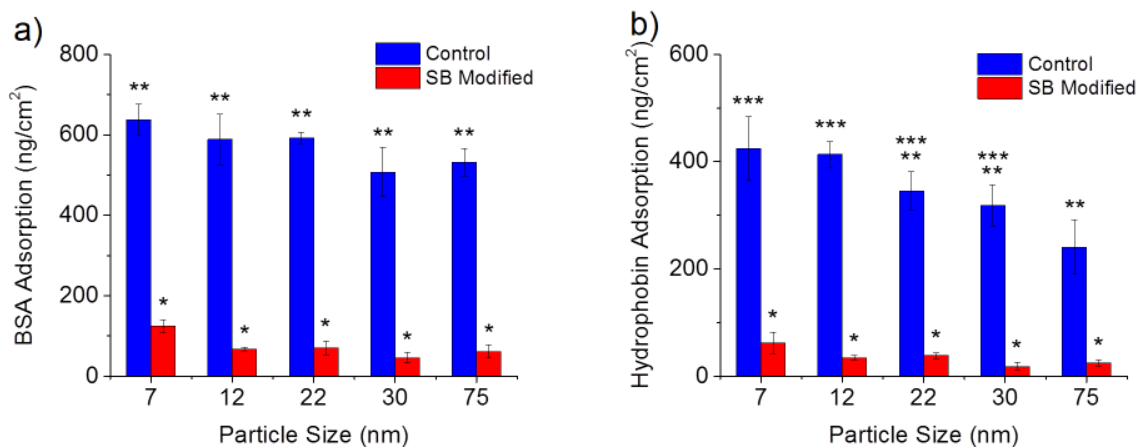 a)
Control
SB Modified
BSA Adsorption (ng/cm²)
800
600
400
200
0
**
**
**
**
**
*
*
*
*
*
7 12 22 30 75
Particle Size (nm)
b)
Control
SB Modified
Hydrophobin Adsorption (ng/cm²)
600
400
200
0
***
***
***
**
***
**
**
*
*
*
*
*
7 12 22 30 75
Particle Size (nm)